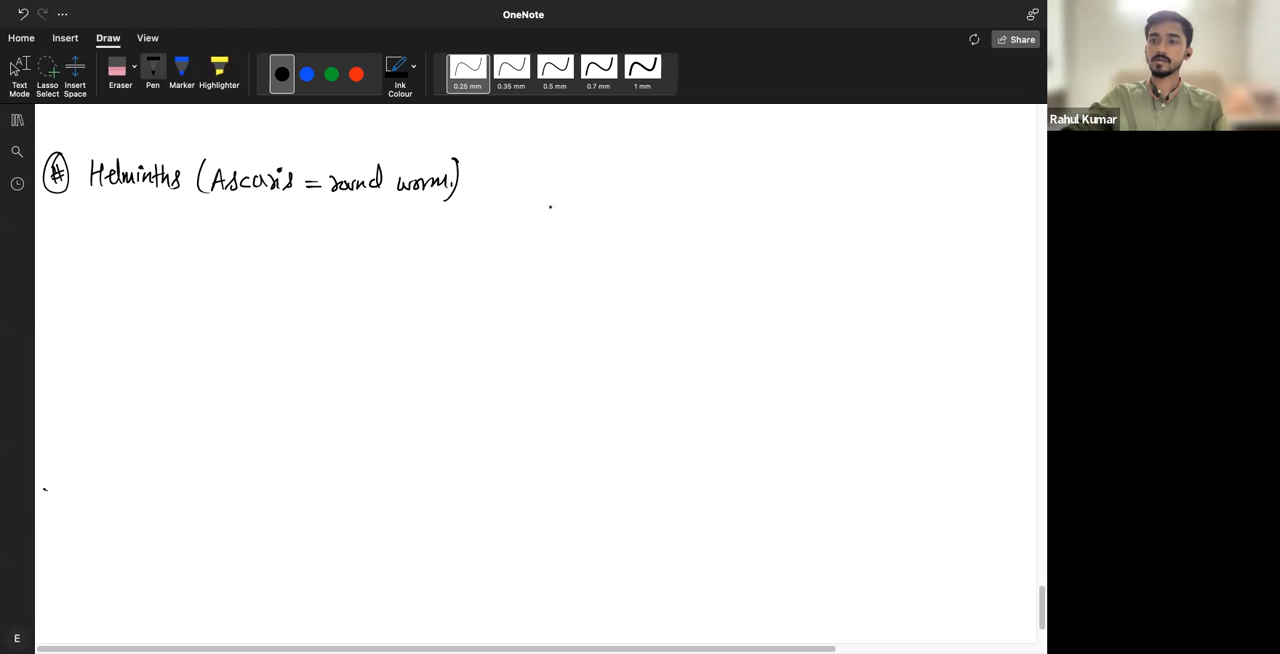 OneNote
Home Insert Draw View
Share
Text Mode
Lasso Select
Insert Space
Eraser
Pen
Marker
Highlighter
Ink Colour
0.25 mm
0.35 mm
0.5 mm
0.7 mm
1 mm
Rahul Kumar
# Helminths (Ascaris = round worm.)
E